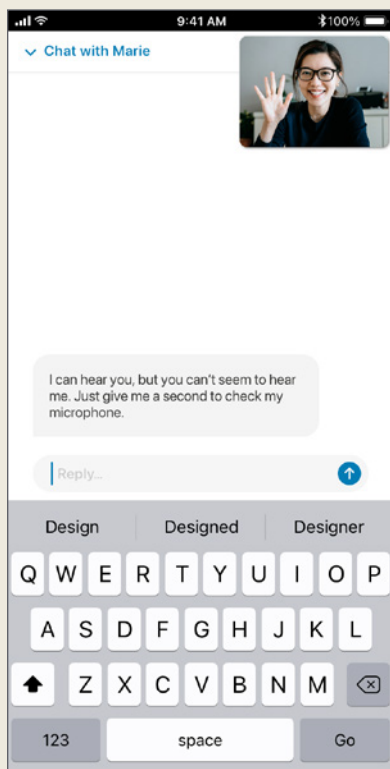 9:41 AM 100%
Chat with Marie
I can hear you, but you can't seem to hear
me. Just give me a second to check my
microphone.
Reply...
Design Designed Designer
Q W E R T Y U I O P
A S D F G H J K L
Z X C V B N M
123 space Go